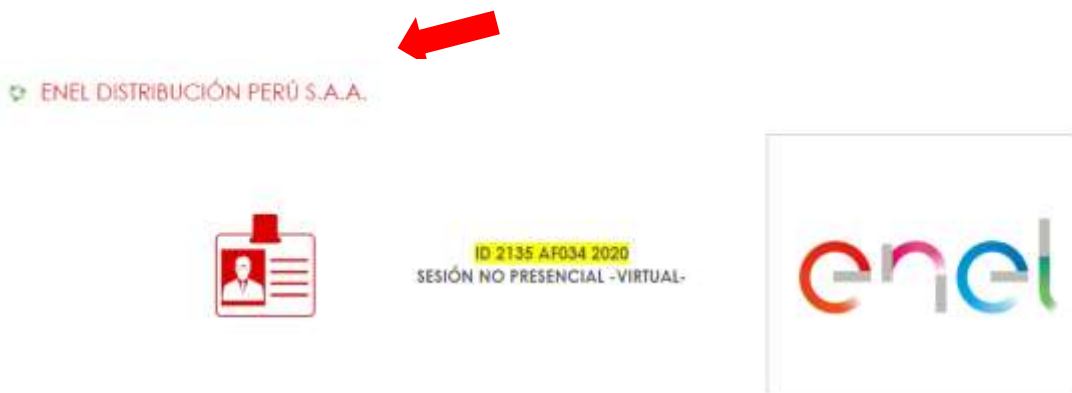 ENEL DISTRIBUCIÓN PERÚ S.A.A.
ID 2135 AF034 2020
SESIÓN NO PRESENCIAL -VIRTUAL-
enel